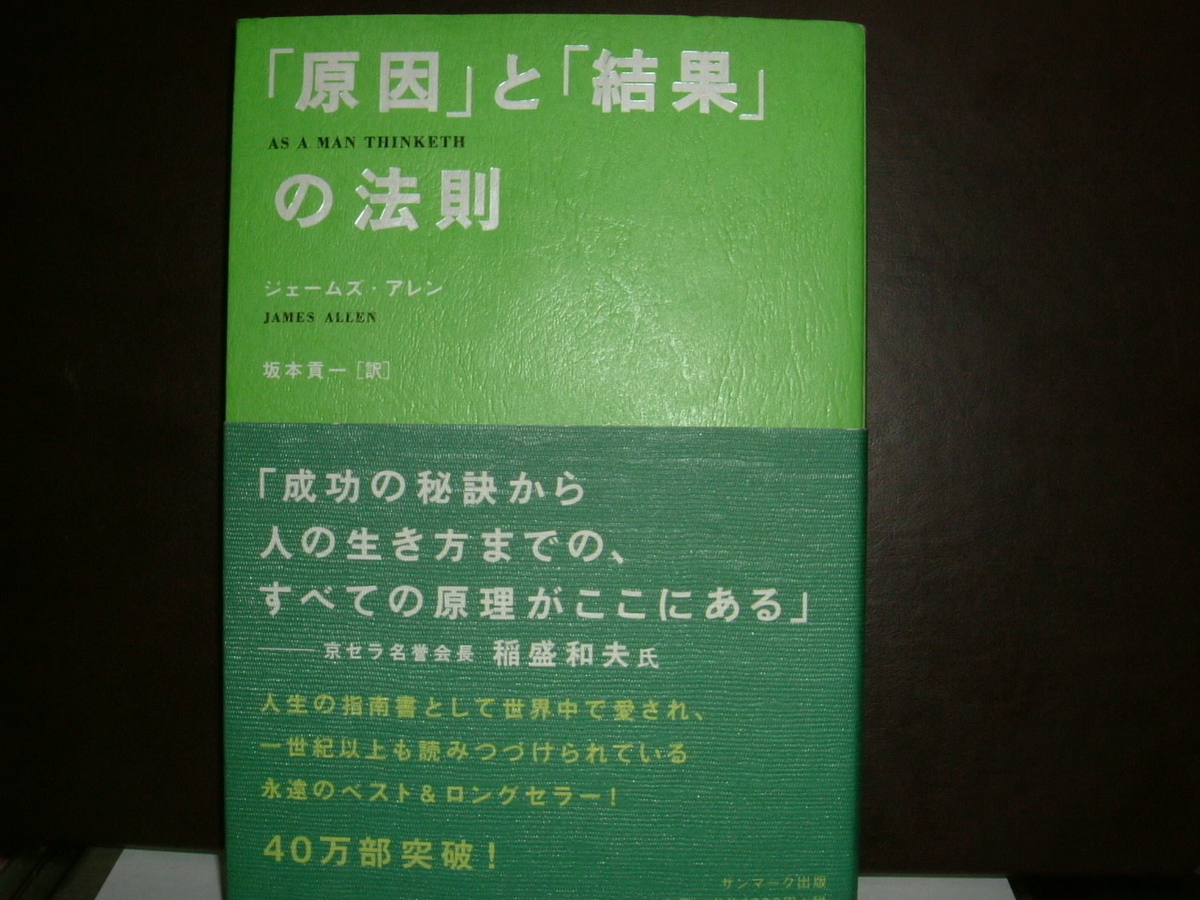 「原因」と「結果」
AS A MAN THINKETH
の法則
ジェームズ・アレン
JAMES ALLEN
坂本貢一［訳］
「成功の秘訣から
人の生き方までの、
すべての原理がここにある」
——京セラ名誉会長 稲盛和夫氏
人生の指南書として世界中で愛され、
一世紀以上も読みつづけられている
永遠のベスト＆ロングセラー！
40万部突破！
サンマーク出版